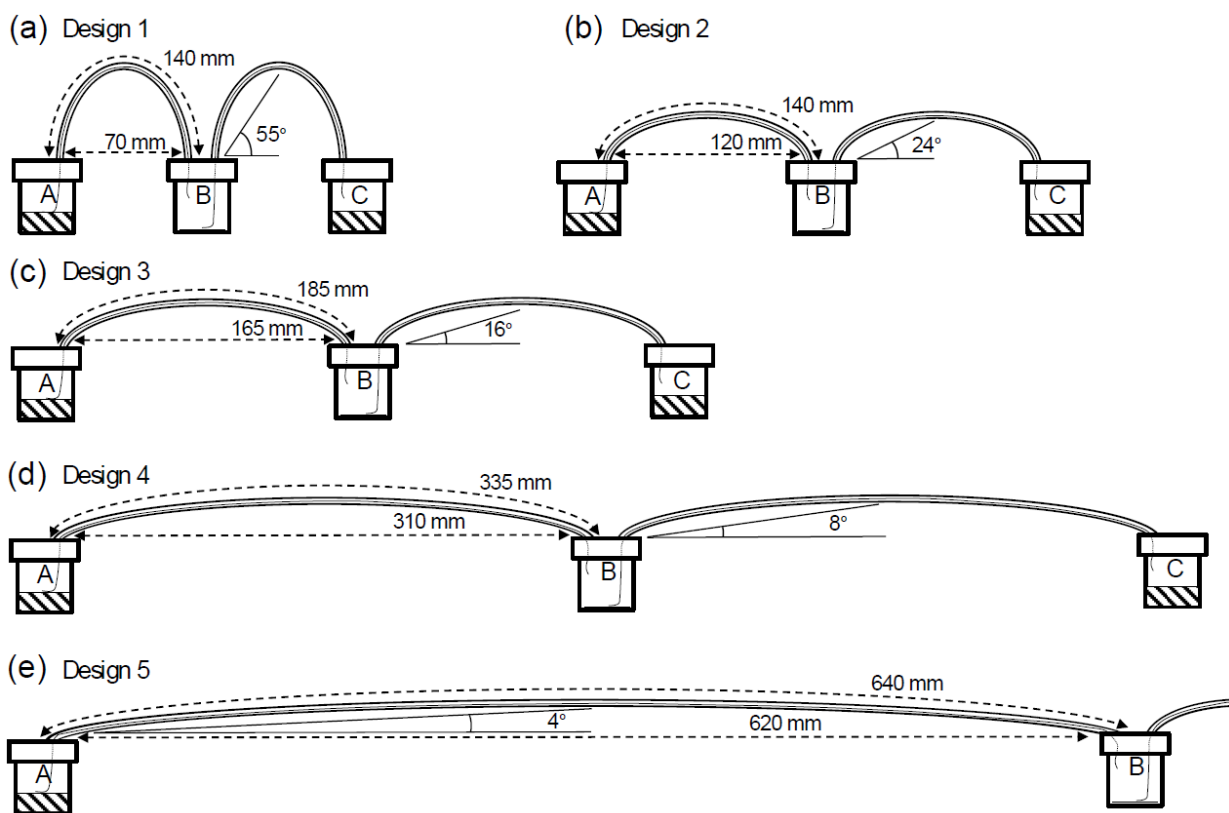 (a) Design 1
140 mm
70 mm
55°
A
B
C
(b) Design 2
140 mm
120 mm
24°
A
B
C
(c) Design 3
185 mm
165 mm
16°
A
B
C
(d) Design 4
335 mm
310 mm
8°
A
B
C
(e) Design 5
640 mm
4°
620 mm
A
B